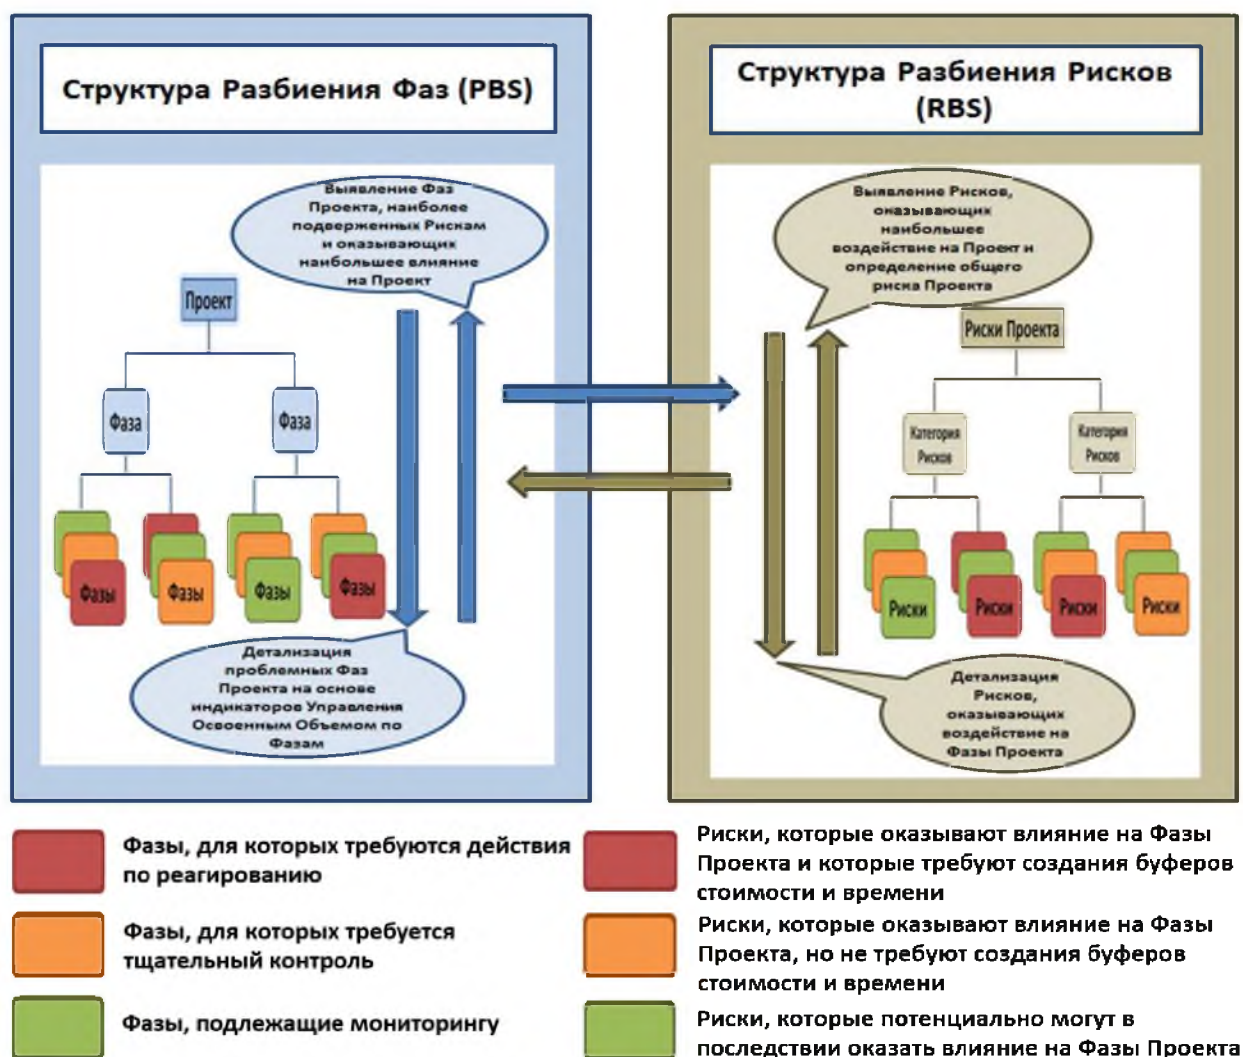 Структура Разбиения Фаз (PBS)
Выявление Фаз
Проекта, наиболее
подверженных Рискам
и оказывающих
наибольшее влияние
на Проект
Проект
Фаза
Фаза
Фазы
Фазы
Фазы
Фазы
Детализация
проблемных Фаз
Проекта на основе
индикаторов Управления
Освоенным Объемом по
Фазам
Структура Разбиения Рисков
(RBS)
Выявление Рисков,
оказывающих
наибольшее
воздействие на Проект и
определение общего
риска Проекта
Риски Проекта
Категория
Рисков
Категория
Рисков
Риски
Риски
Риски
Риски
Детализация
Рисков,
оказывающих
воздействие на
Фазы Проекта
Фазы, для которых требуются действия
по реагированию
Фазы, для которых требуется
тщательный контроль
Фазы, подлежащие мониторингу
Риски, которые оказывают влияние на Фазы
Проекта и которые требуют создания буферов
стоимости и времени
Риски, которые оказывают влияние на Фазы
Проекта, но не требуют создания буферов
стоимости и времени
Риски, которые потенциально могут в
последствии оказать влияние на Фазы Проекта